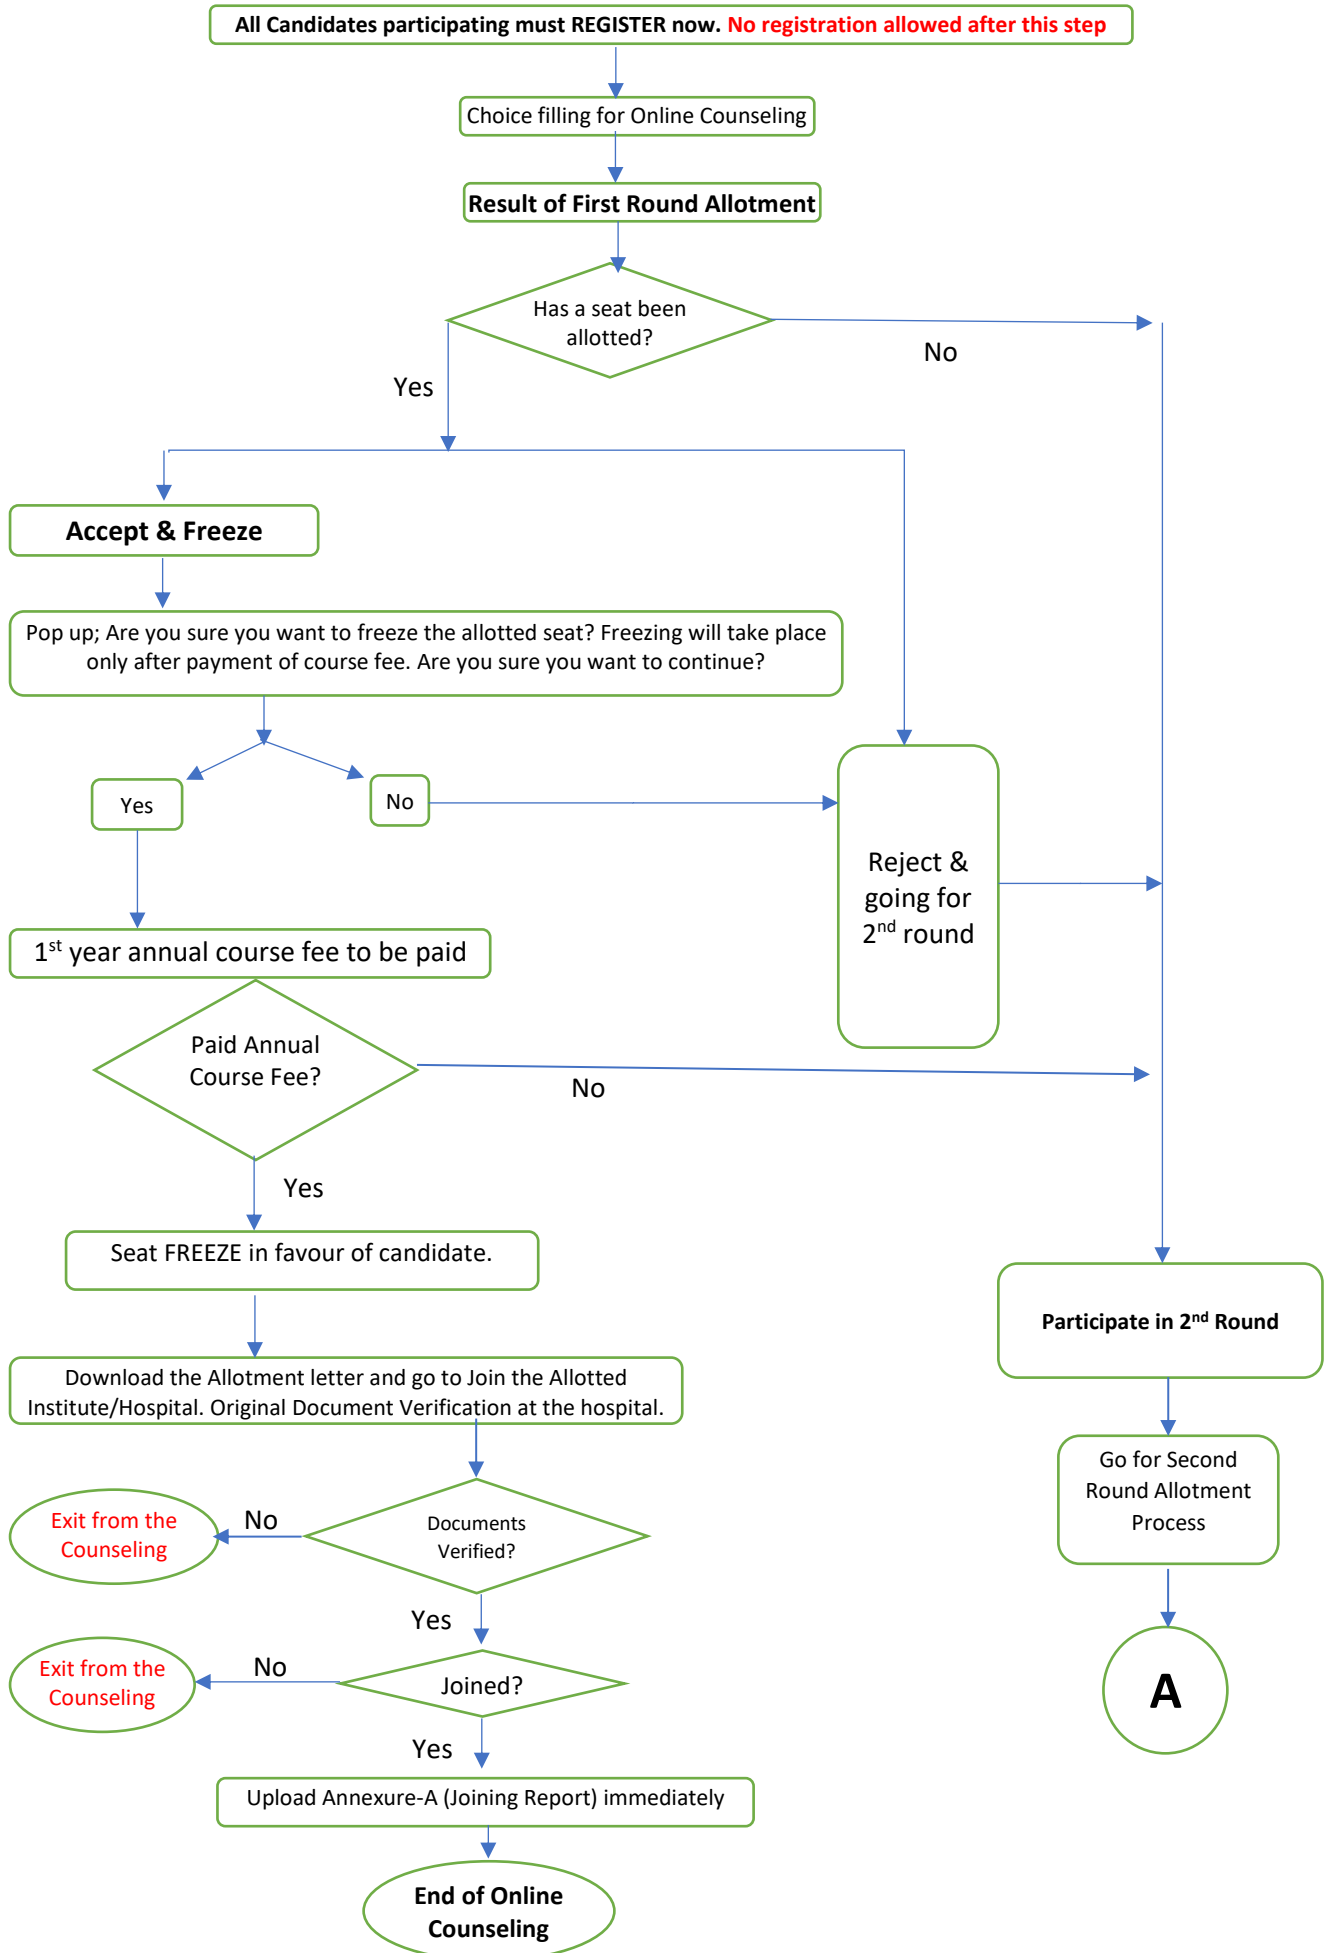 All Candidates participating must REGISTER now. No registration allowed after this step
Choice filling for Online Counseling
Result of First Round Allotment
Has a seat been
allotted?
No
Yes
Accept & Freeze
Pop up; Are you sure you want to freeze the allotted seat? Freezing will take place
only after payment of course fee. Are you sure you want to continue?
Yes
No
Reject &
going for
2nd round
1st year annual course fee to be paid
Paid Annual
Course Fee?
No
Yes
Seat FREEZE in favour of candidate.
Participate in 2nd Round
Download the Allotment letter and go to Join the Allotted
Institute/Hospital. Original Document Verification at the hospital.
Go for Second
Round Allotment
Process
Exit from the
Counseling
No
Documents
Verified?
Yes
Exit from the
Counseling
No
Joined?
A
Yes
Upload Annexure-A (Joining Report) immediately
End of Online
Counseling